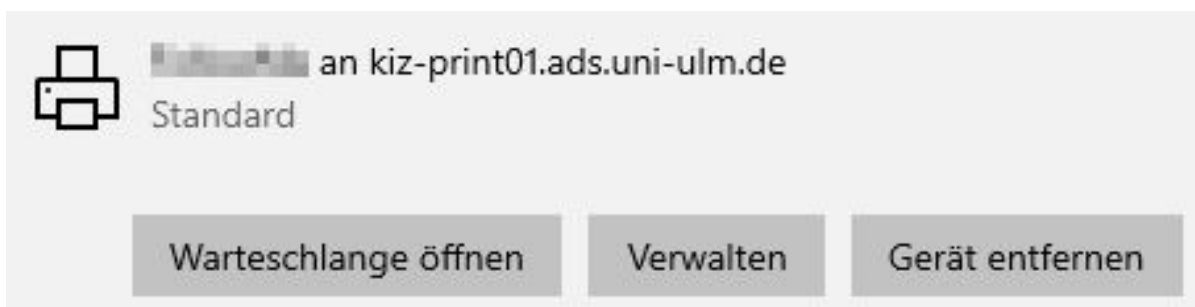 an kiz-print01.ads.uni-ulm.de
Standard
Warteschlange öffnen Verwalten Gerät entfernen